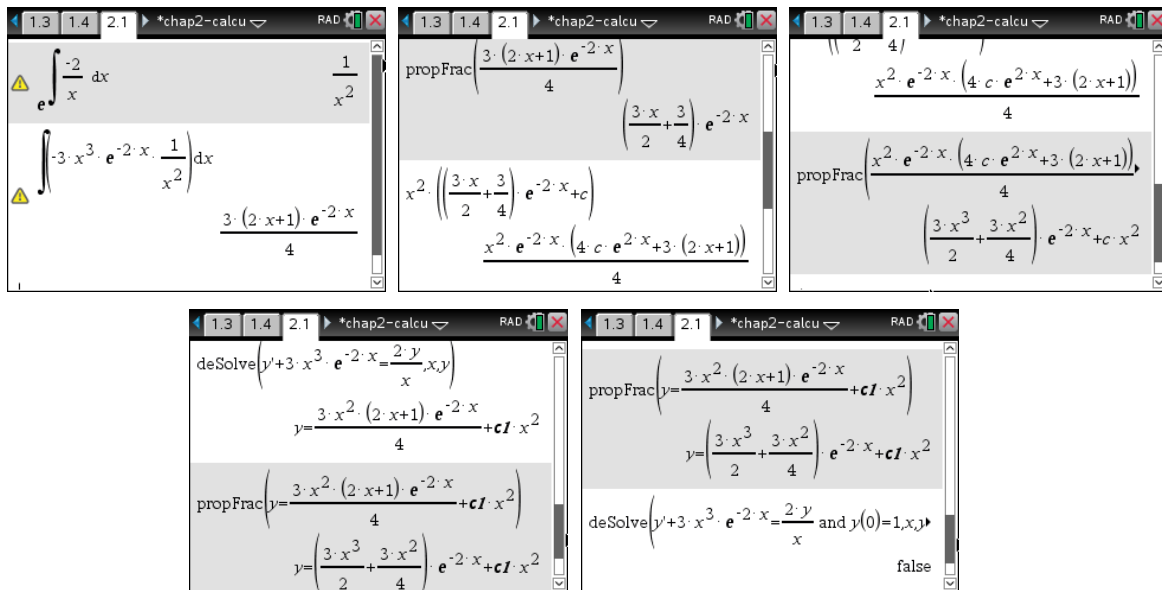 1.3 1.4 2.1 *chap2-calcu RAD
e^∫ -2/x dx
1/x^2
∫(-3·x^3·e^(-2·x)·1/x^2)dx
3·(2·x+1)·e^(-2·x)/4
1.3 1.4 2.1 *chap2-calcu RAD
propFrac(3·(2·x+1)·e^(-2·x)/4)
(3·x/2+3/4)·e^(-2·x)
x^2·((3·x/2+3/4)·e^(-2·x)+c)
x^2·e^(-2·x)·(4·c·e^(2·x)+3·(2·x+1))/4
1.3 1.4 2.1 *chap2-calcu RAD
2 4
x^2·e^(-2·x)·(4·c·e^(2·x)+3·(2·x+1))/4
propFrac(x^2·e^(-2·x)·(4·c·e^(2·x)+3·(2·x+1))/4
(3·x^3/2+3·x^2/4)·e^(-2·x)+c·x^2
1.3 1.4 2.1 *chap2-calcu RAD
deSolve(y'+3·x^3·e^(-2·x)=2·y/x,x,y)
y=3·x^2·(2·x+1)·e^(-2·x)/4+c1·x^2
propFrac(y=3·x^2·(2·x+1)·e^(-2·x)/4+c1·x^2)
y=(3·x^3/2+3·x^2/4)·e^(-2·x)+c1·x^2
1.3 1.4 2.1 *chap2-calcu RAD
propFrac(y=3·x^2·(2·x+1)·e^(-2·x)/4+c1·x^2)
y=(3·x^3/2+3·x^2/4)·e^(-2·x)+c1·x^2
deSolve(y'+3·x^3·e^(-2·x)=2·y/x and y(0)=1,x,y
false